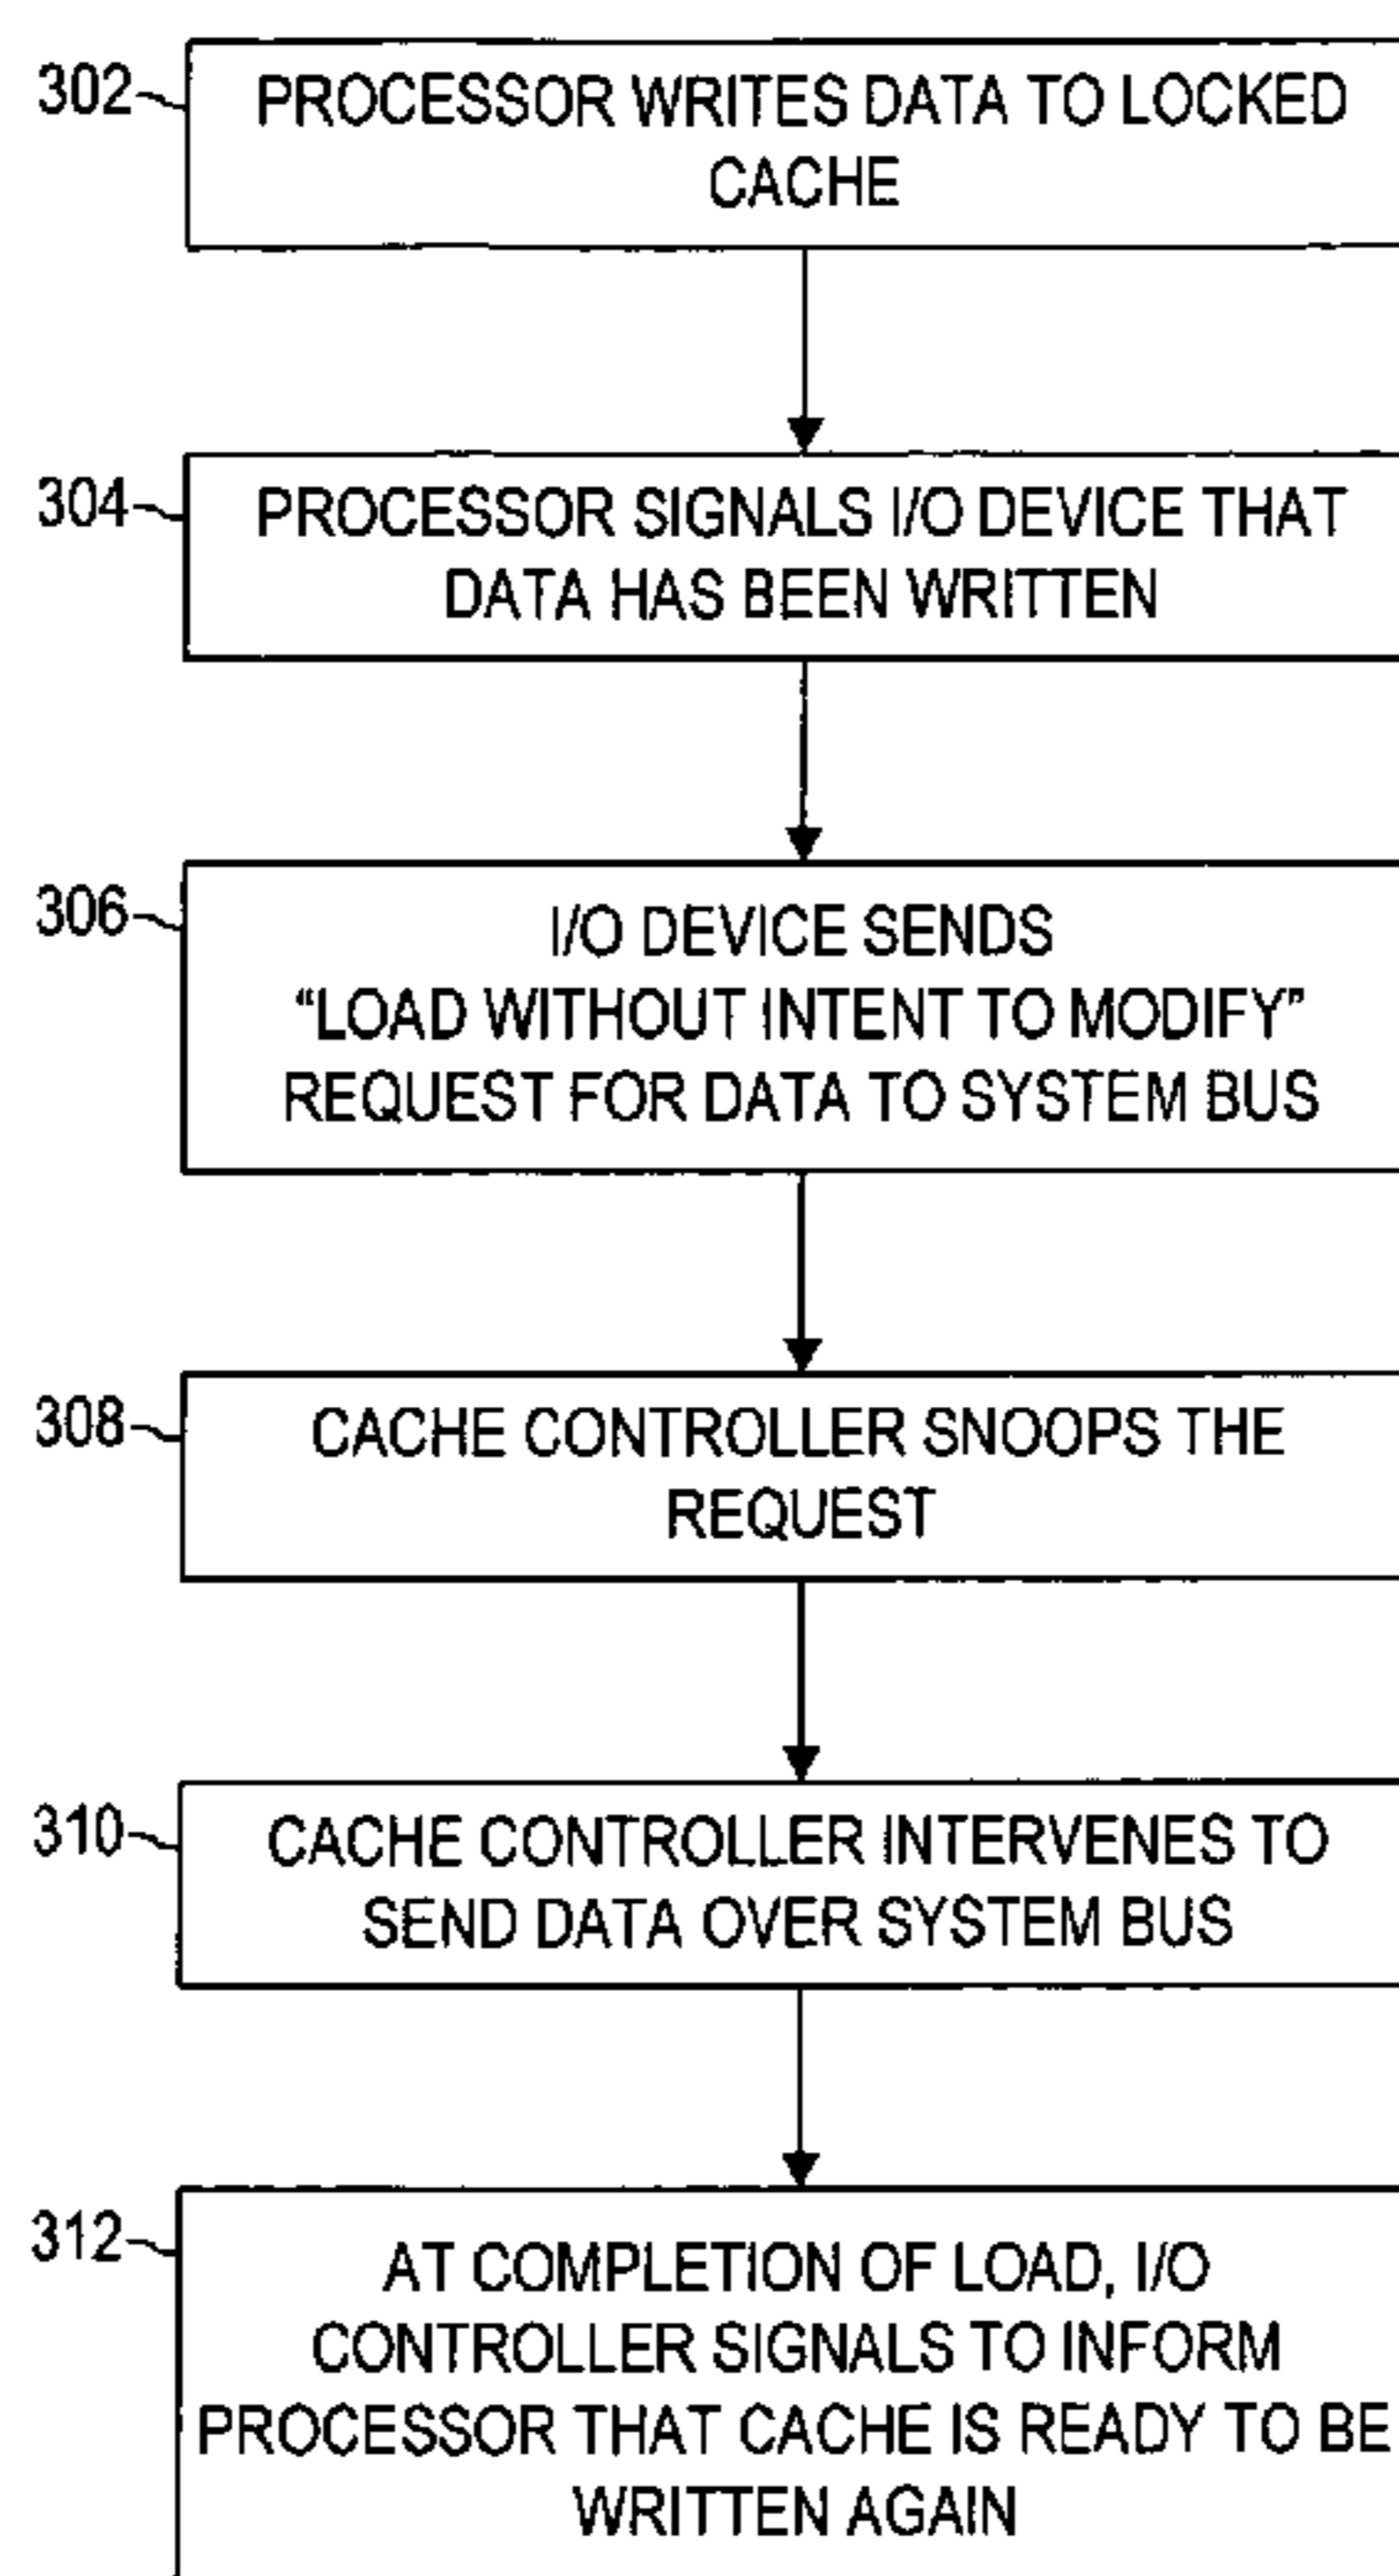 302
PROCESSOR WRITES DATA TO LOCKED
CACHE
304
PROCESSOR SIGNALS I/O DEVICE THAT
DATA HAS BEEN WRITTEN
306
I/O DEVICE SENDS
“LOAD WITHOUT INTENT TO MODIFY”
REQUEST FOR DATA TO SYSTEM BUS
308
CACHE CONTROLLER SNOOPS THE
REQUEST
310
CACHE CONTROLLER INTERVENES TO
SEND DATA OVER SYSTEM BUS
312
AT COMPLETION OF LOAD, I/O
CONTROLLER SIGNALS TO INFORM
PROCESSOR THAT CACHE IS READY TO BE
WRITTEN AGAIN